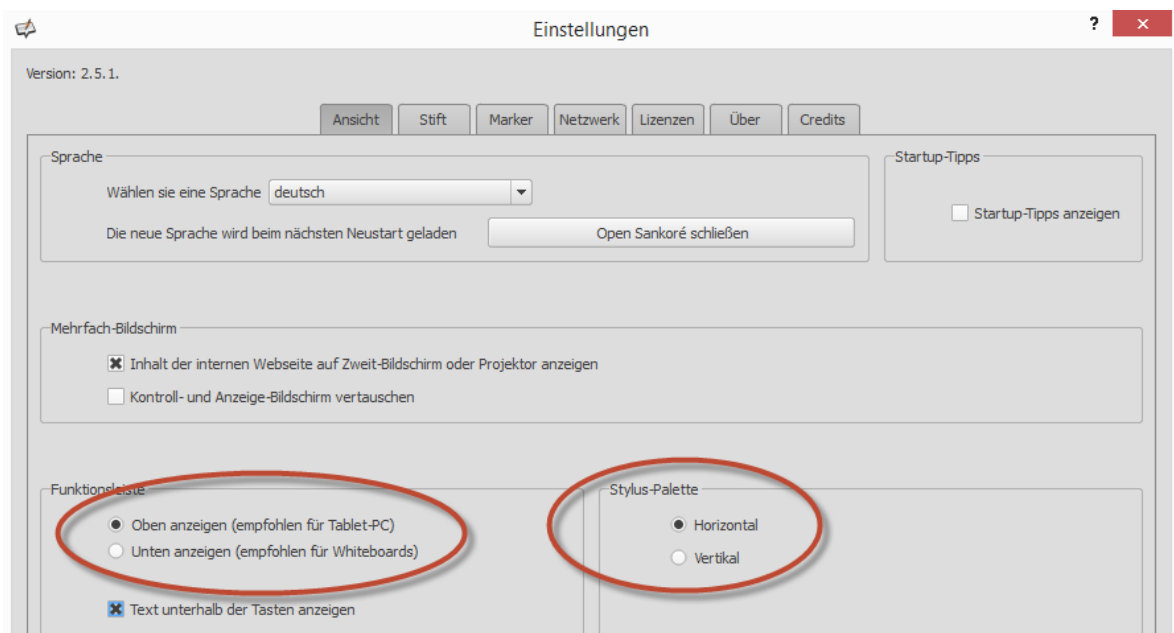 Einstellungen
?
Version: 2.5.1.
Ansicht Stift Marker Netzwerk Lizenzen Über Credits
Sprache
Wählen sie eine Sprache deutsch
Die neue Sprache wird beim nächsten Neustart geladen Open Sankoré schließen
Startup-Tipps
Startup-Tipps anzeigen
Mehrfach-Bildschirm
Inhalt der internen Webseite auf Zweit-Bildschirm oder Projektor anzeigen
Kontroll- und Anzeige-Bildschirm vertauschen
Funktionsleiste
Oben anzeigen (empfohlen für Tablet-PC)
Unten anzeigen (empfohlen für Whiteboards)
Text unterhalb der Tasten anzeigen
Stylus-Palette
Horizontal
Vertikal